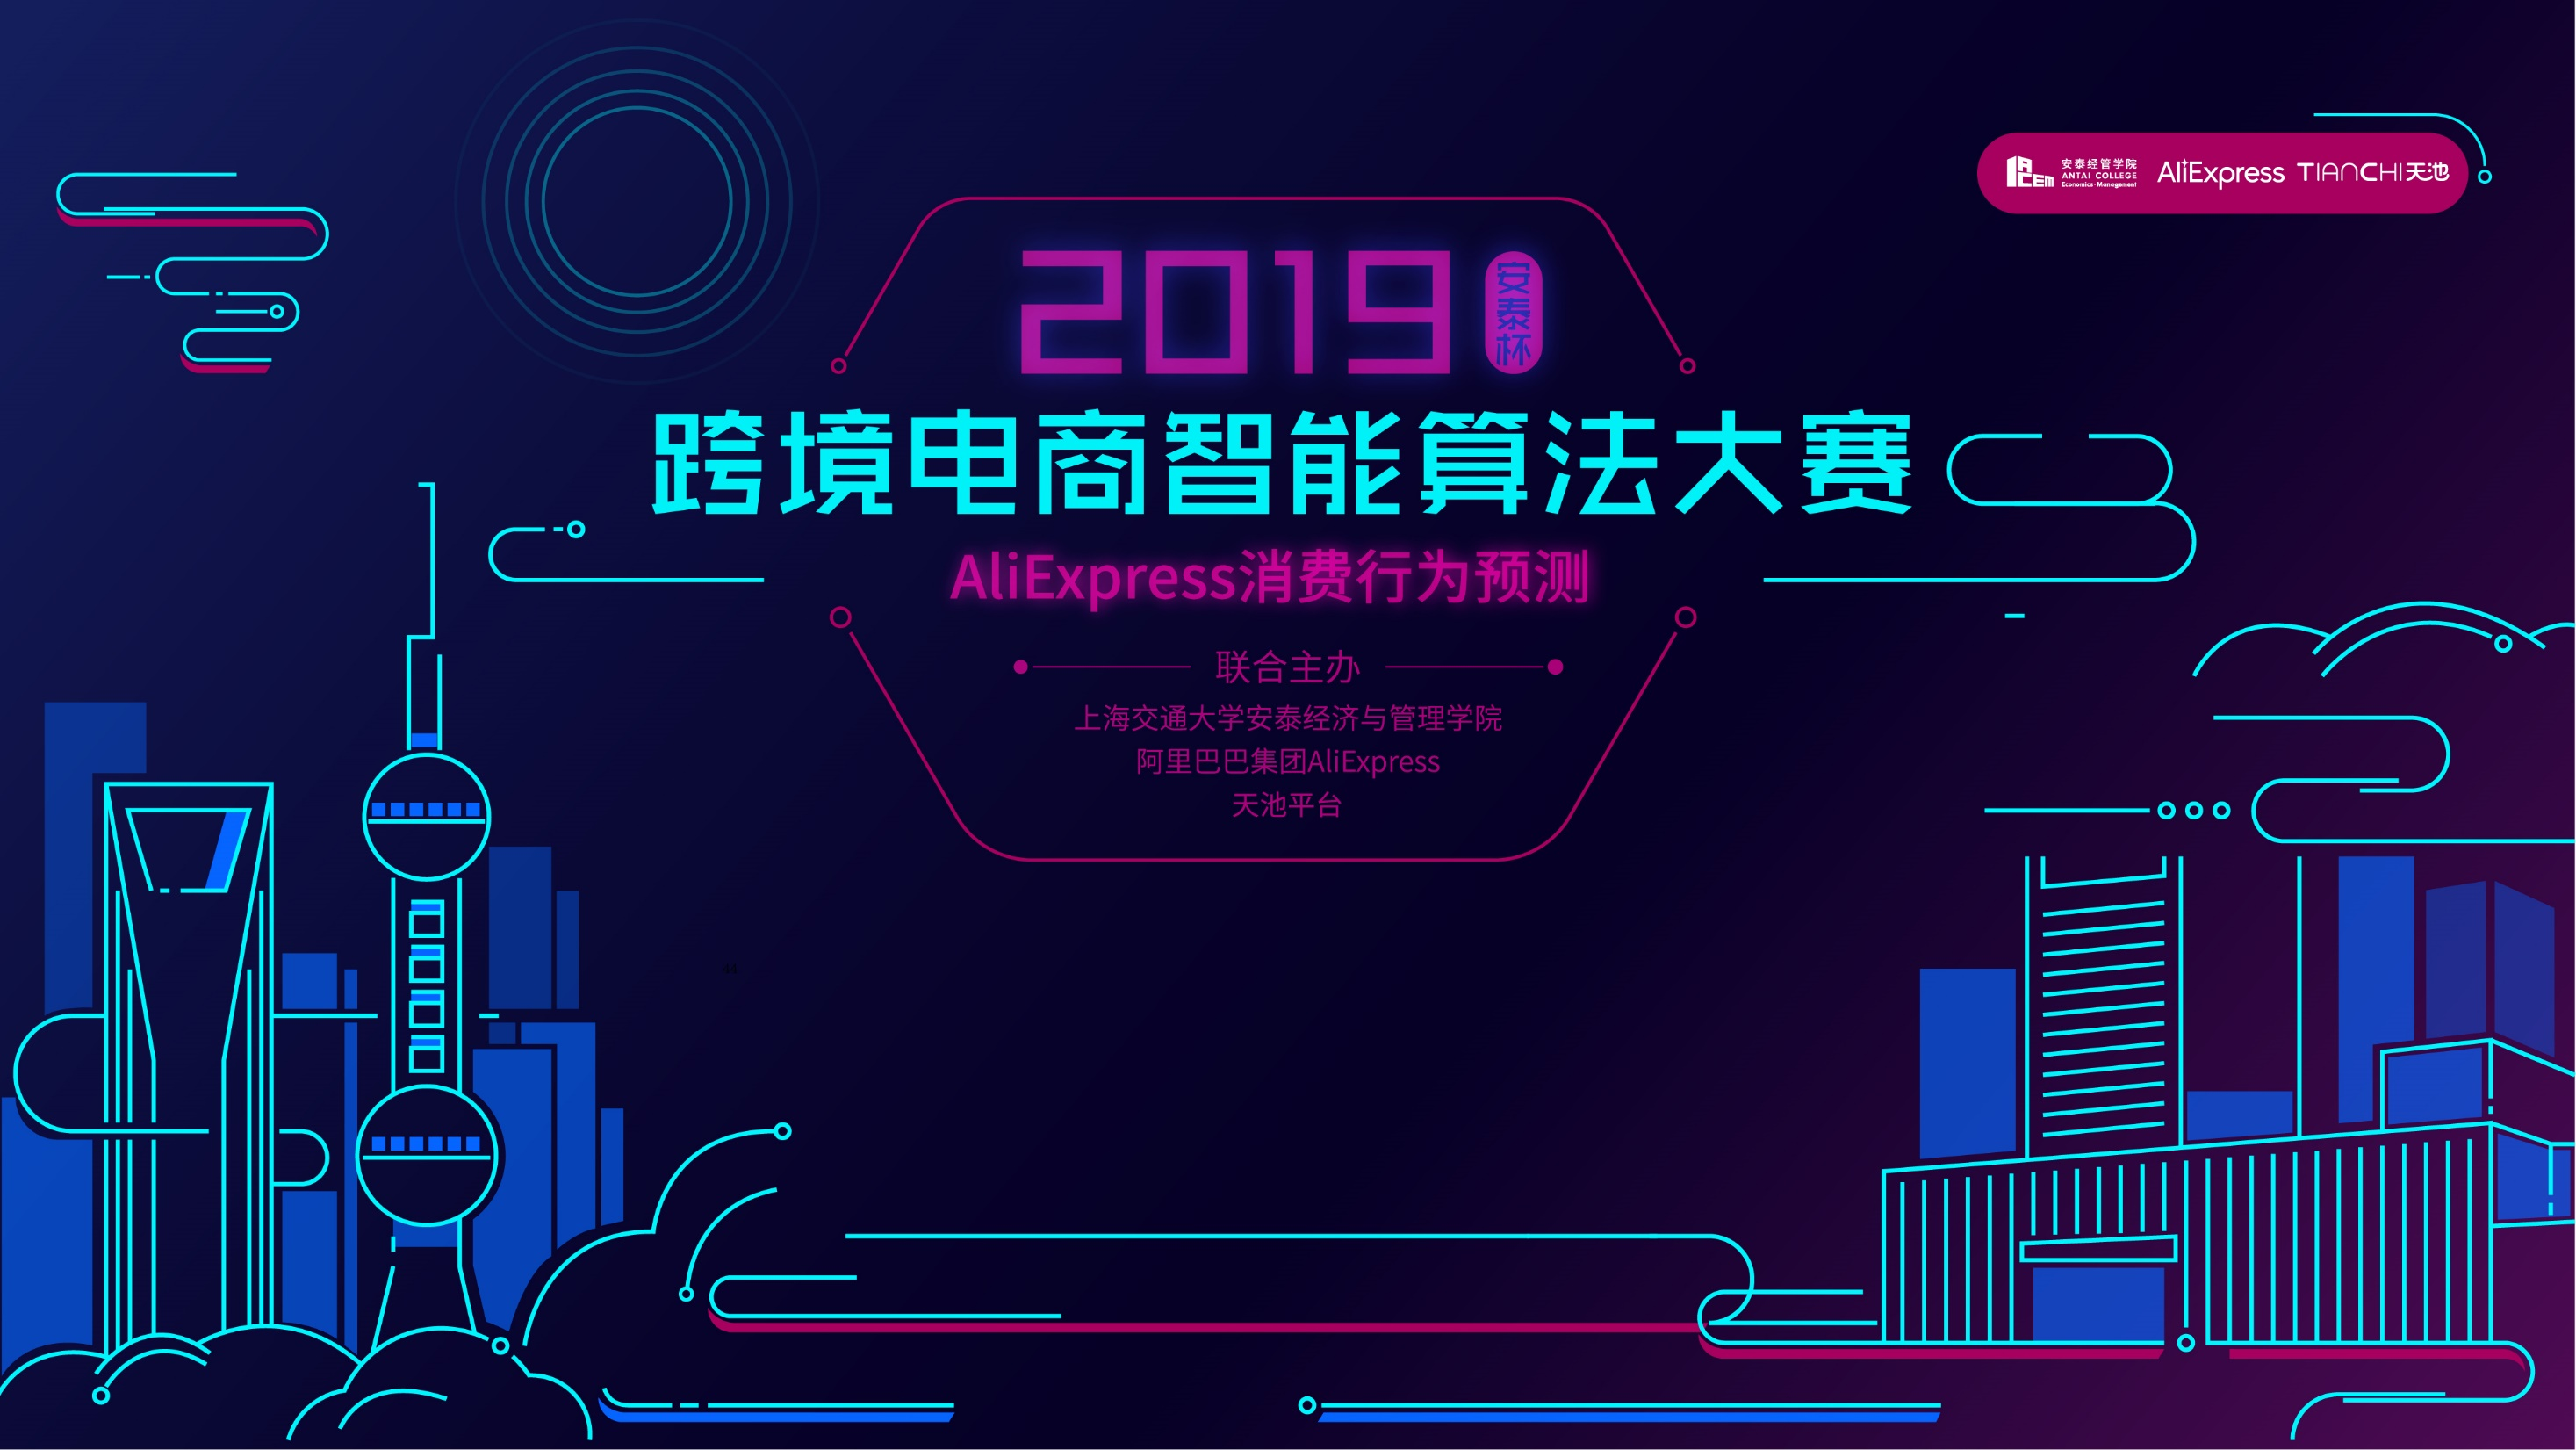 安泰经管学院
ANTAI COLLEGE
Economics·Management
AliExpress
TIANCHI天池
2019
安泰杯
跨境电商智能算法大赛
AliExpress消费行为预测
联合主办
上海交通大学安泰经济与管理学院
阿里巴巴集团AliExpress
天池平台